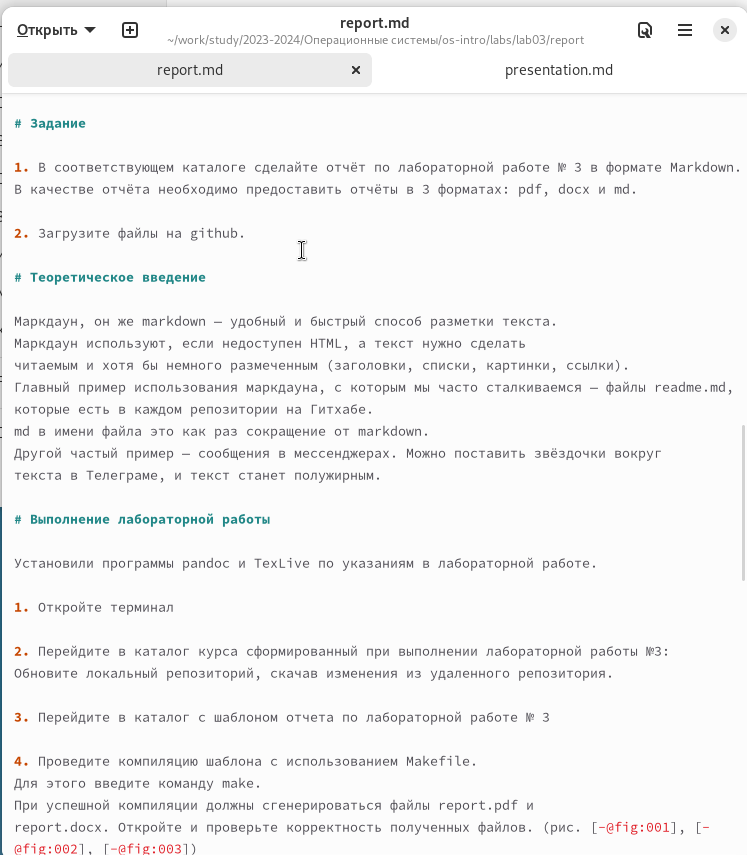 Открыть
report.md
~/work/study/2023-2024/Операционные системы/os-intro/labs/lab03/report
report.md
presentation.md
# Задание
1. В соответствующем каталоге сделайте отчёт по лабораторной работе № 3 в формате Markdown.
В качестве отчёта необходимо предоставить отчёты в 3 форматах: pdf, docx и md.
2. Загрузите файлы на github.
# Теоретическое введение
Маркдаун, он же markdown — удобный и быстрый способ разметки текста.
Маркдаун используют, если недоступен HTML, а текст нужно сделать
читаемым и хотя бы немного размеченным (заголовки, списки, картинки, ссылки).
Главный пример использования маркдауна, с которым мы часто сталкиваемся — файлы readme.md,
которые есть в каждом репозитории на Гитхабе.
md в имени файла это как раз сокращение от markdown.
Другой частый пример — сообщения в мессенджерах. Можно поставить звёздочки вокруг
текста в Телеграме, и текст станет полужирным.
# Выполнение лабораторной работы
Установили программы pandoc и TexLive по указаниям в лабораторной работе.
1. Откройте терминал
2. Перейдите в каталог курса сформированный при выполнении лабораторной работы №3:
Обновите локальный репозиторий, скачав изменения из удаленного репозитория.
3. Перейдите в каталог с шаблоном отчета по лабораторной работе № 3
4. Проведите компиляцию шаблона с использованием Makefile.
Для этого введите команду make.
При успешной компиляции должны сгенерироваться файлы report.pdf и
report.docx. Откройте и проверьте корректность полученных файлов. (рис. [-@fig:001], [-
@fig:002], [-@fig:003])